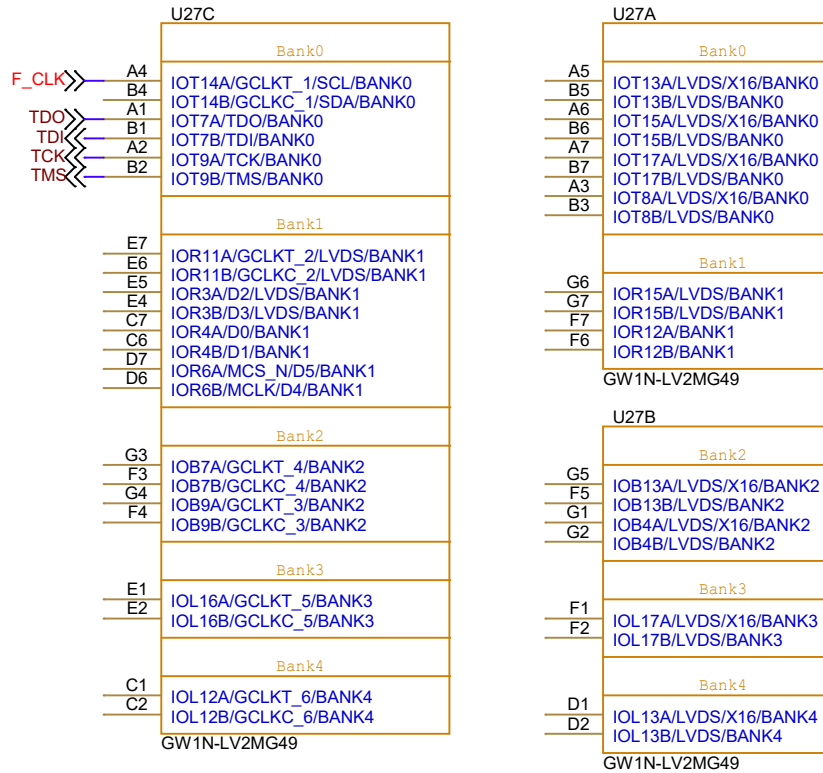 U27C
Bank0
F_CLK A4 IOT14A/GCLKT_1/SCL/BANK0
B4 IOT14B/GCLKC_1/SDA/BANK0
TDO A1 IOT7A/TDO/BANK0
TDI B1 IOT7B/TDI/BANK0
TCK A2 IOT9A/TCK/BANK0
TMS B2 IOT9B/TMS/BANK0
Bank1
E7 IOR11A/GCLKT_2/LVDS/BANK1
E6 IOR11B/GCLKC_2/LVDS/BANK1
E5 IOR3A/D2/LVDS/BANK1
E4 IOR3B/D3/LVDS/BANK1
C7 IOR4A/D0/BANK1
C6 IOR4B/D1/BANK1
D7 IOR6A/MCS_N/D5/BANK1
D6 IOR6B/MCLK/D4/BANK1
Bank2
G3 IOB7A/GCLKT_4/BANK2
F3 IOB7B/GCLKC_4/BANK2
G4 IOB9A/GCLKT_3/BANK2
F4 IOB9B/GCLKC_3/BANK2
Bank3
E1 IOL16A/GCLKT_5/BANK3
E2 IOL16B/GCLKC_5/BANK3
Bank4
C1 IOL12A/GCLKT_6/BANK4
C2 IOL12B/GCLKC_6/BANK4
GW1N-LV2MG49
U27A
Bank0
A5 IOT13A/LVDS/X16/BANK0
B5 IOT13B/LVDS/BANK0
A6 IOT15A/LVDS/X16/BANK0
B6 IOT15B/LVDS/BANK0
A7 IOT17A/LVDS/X16/BANK0
B7 IOT17B/LVDS/BANK0
A3 IOT8A/LVDS/X16/BANK0
B3 IOT8B/LVDS/BANK0
Bank1
G6 IOR15A/LVDS/BANK1
G7 IOR15B/LVDS/BANK1
F7 IOR12A/BANK1
F6 IOR12B/BANK1
GW1N-LV2MG49
U27B
Bank2
G5 IOB13A/LVDS/X16/BANK2
F5 IOB13B/LVDS/BANK2
G1 IOB4A/LVDS/X16/BANK2
G2 IOB4B/LVDS/BANK2
Bank3
F1 IOL17A/LVDS/X16/BANK3
F2 IOL17B/LVDS/BANK3
Bank4
D1 IOL13A/LVDS/X16/BANK4
D2 IOL13B/LVDS/BANK4
GW1N-LV2MG49